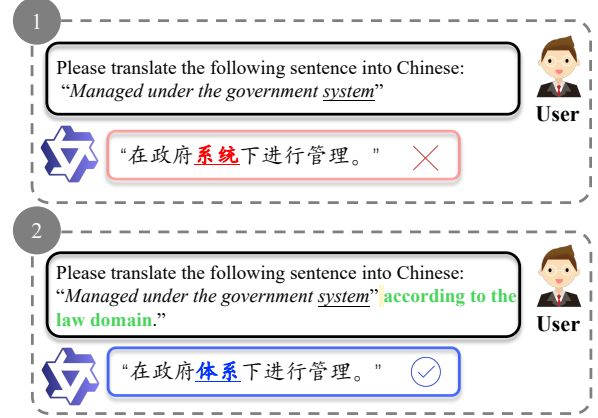 1
Please translate the following sentence into Chinese:
“Managed under the government system”
User
“在政府系统下进行管理。”
2
Please translate the following sentence into Chinese:
“Managed under the government system” according to the
law domain.”
User
“在政府体系下进行管理。”